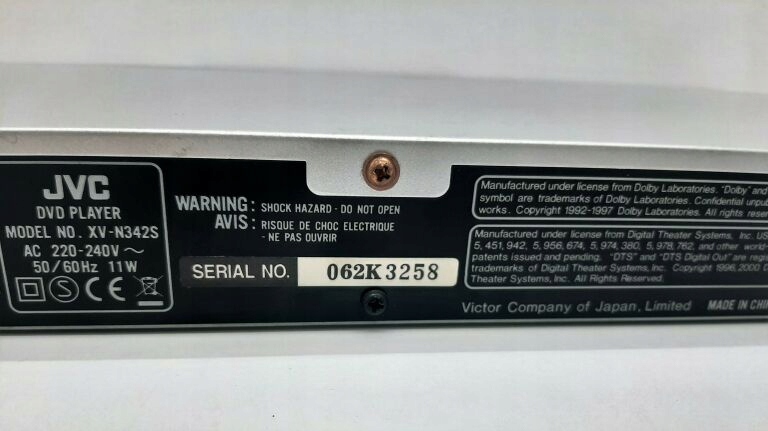 JVC
DVD PLAYER
MODEL NO. XV-N342S
AC 220-240V ~
50/60Hz 11W
S CE
WARNING: SHOCK HAZARD - DO NOT OPEN
AVIS: RISQUE DE CHOC ELECTRIQUE
- NE PAS OUVRIR
SERIAL NO. 062K3258
Manufactured under license from Dolby Laboratories. "Dolby" and
symbol are trademarks of Dolby Laboratories. Confidential
works. Copyright 1992-1997 Dolby Laboratories. All rights
Manufactured under license from Digital Theater Systems, Inc. US
5,451,942, 5,956,674, 5,974,380, 5,978,762, and other
patents issued and pending. "DTS" and "DTS Digital Out" are
trademarks of Digital Theater Systems, Inc. Copyright 1996, 2000
Theater Systems, Inc. All Rights Reserved.
Victor Company of Japan, Limited MADE IN